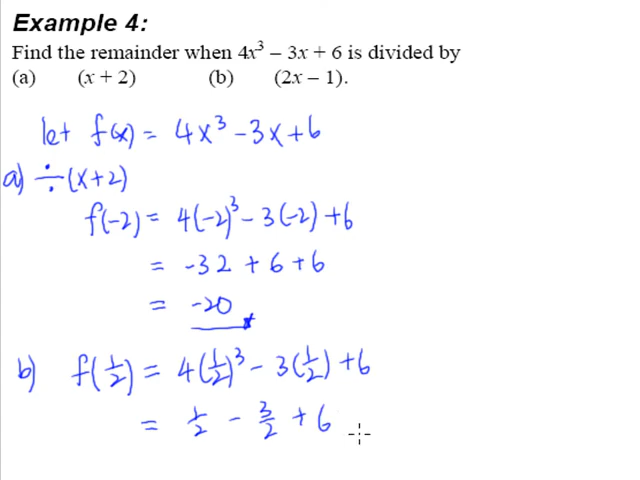 Example 4:
Find the remainder when 4x³ – 3x + 6 is divided by
(a) (x + 2) (b) (2x – 1).
let f(x) = 4x³ - 3x + 6
a) ÷ (x+2)
f(-2) = 4(-2)³ - 3(-2) + 6
= -32 + 6 + 6
= -20
b) f(1/2) = 4(1/2)³ - 3(1/2) + 6
= 1/2 - 3/2 + 6